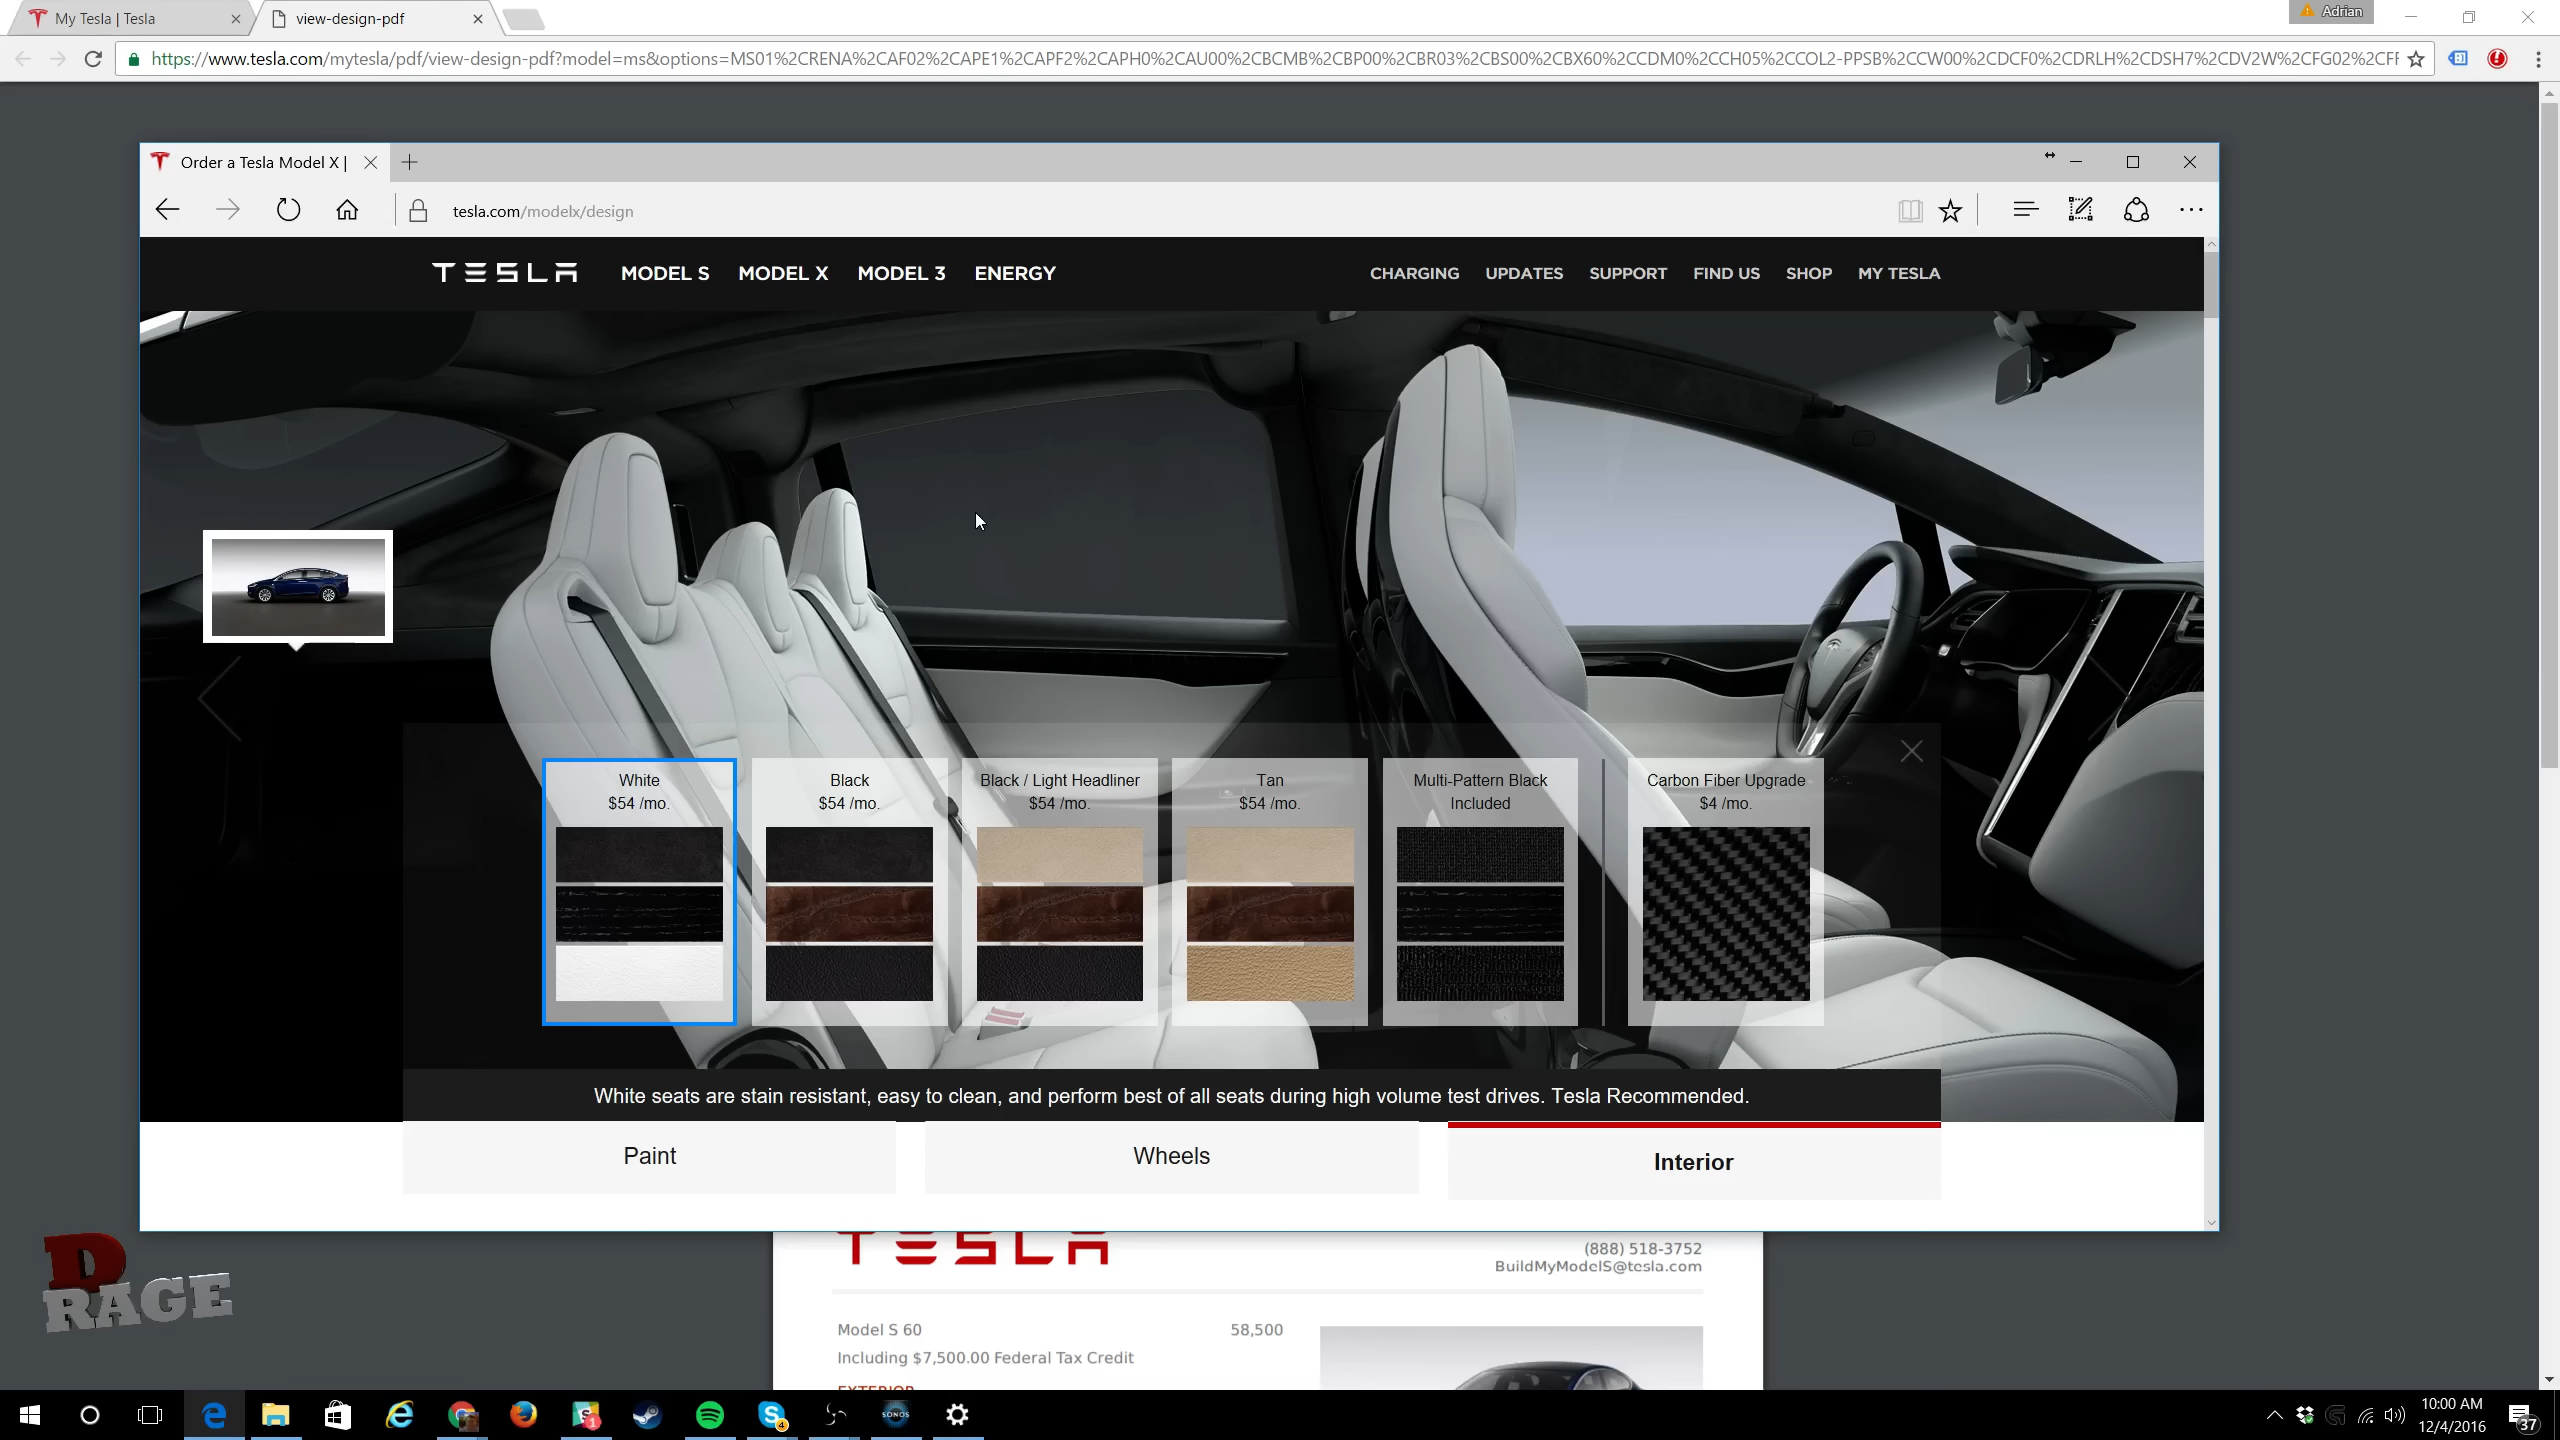 My Tesla | Tesla
view-design-pdf
Adrian
https://www.tesla.com/mytesla/pdf/view-design-pdf?model=ms&options=MS01%2CRENA%2CAF02%2CAPE1%2CAPF2%2CAPH0%2CAU00%2CBCMB%2CBP00%2CBR03%2CBS00%2CBX60%2CCDM0%2CCH05%2CCOL2-PPSB%2CCW00%2CDCF0%2CDRLH%2CDSH7%2CDV2W%2CFG02%2CFF
Order a Tesla Model X |
tesla.com/modelx/design
TESLA MODEL S MODEL X MODEL 3 ENERGY CHARGING UPDATES SUPPORT FIND US SHOP MY TESLA
White
$54 /mo.
Black
$54 /mo.
Black / Light Headliner
$54 /mo.
Tan
$54 /mo.
Multi-Pattern Black
Included
Carbon Fiber Upgrade
$4 /mo.
White seats are stain resistant, easy to clean, and perform best of all seats during high volume test drives. Tesla Recommended.
Paint
Wheels
Interior
TESLA
(888) 518-3752
BuildMyModelS@tesla.com
Model S 60 58,500
Including $7,500.00 Federal Tax Credit
EXTERIOR
D
RAGE
1
4
SONOS
10:00 AM
12/4/2016
37